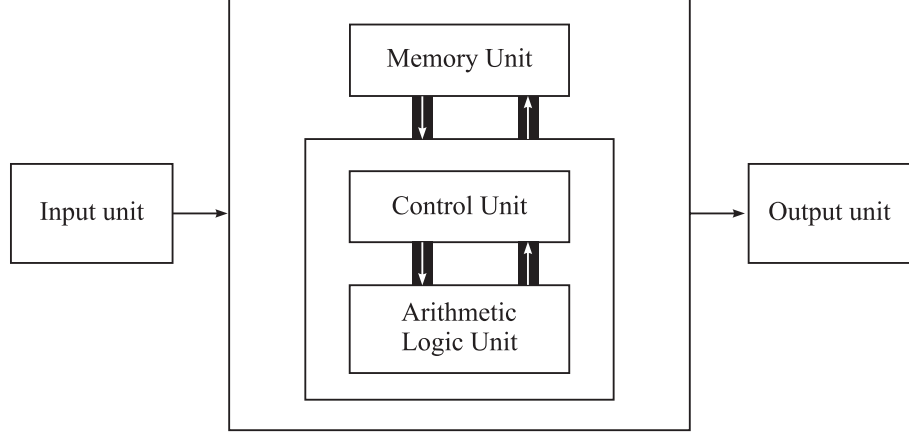 Memory Unit
Input unit
Control Unit
Output unit
Arithmetic
Logic Unit